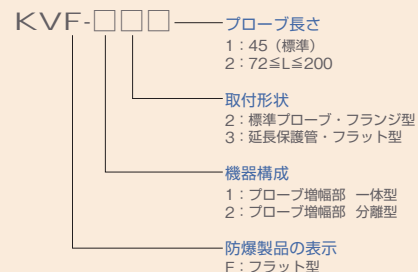 KVF-□□□
プローブ長さ
1：45（標準）
2：72≦L≦200
取付形状
2：標準プローブ・フランジ型
3：延長保護管・フラット型
機器構成
1：プローブ増幅部 一体型
2：プローブ増幅部 分離型
防爆製品の表示
F：フラット型